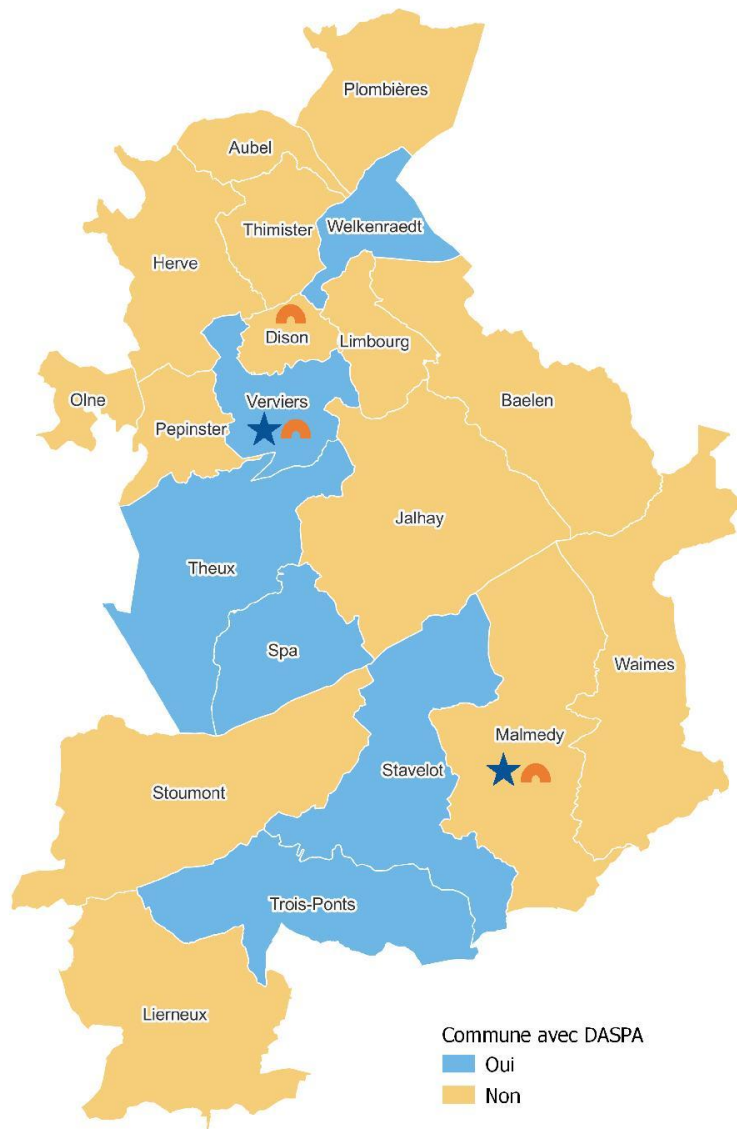 Plombières
Aubel
Thimister
Welkenraedt
Herve
Dison
Limbourg
Olne
Verviers
Baelen
Pepinster
Jalhay
Theux
Spa
Waimes
Malmedy
Stavelot
Stoumont
Trois-Ponts
Lierneux
Commune avec DASPA
Oui
Non